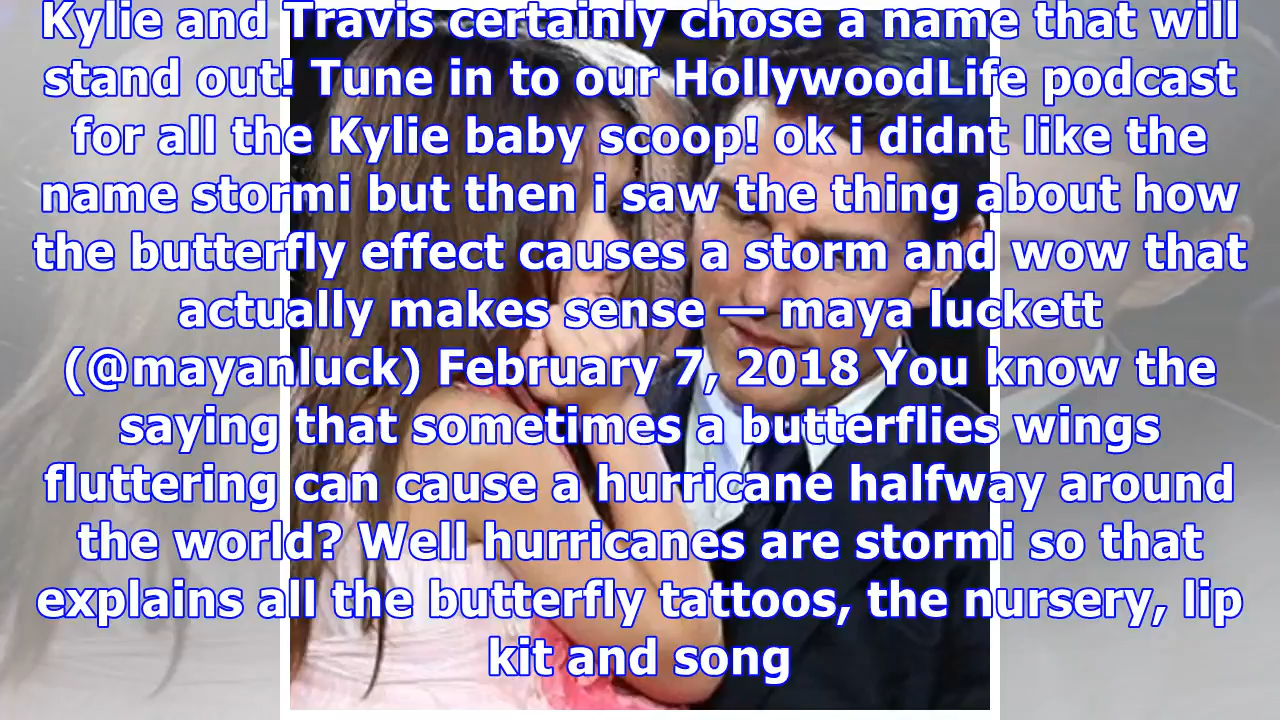 Kylie and Travis certainly chose a name that will
stand out! Tune in to our HollywoodLife podcast
for all the Kylie baby scoop! ok i didnt like the
name stormi but then i saw the thing about how
the butterfly effect causes a storm and wow that
actually makes sense — maya luckett
(@mayanluck) February 7, 2018 You know the
saying that sometimes a butterflies wings
fluttering can cause a hurricane halfway around
the world? Well hurricanes are stormi so that
explains all the butterfly tattoos, the nursery, lip
kit and song